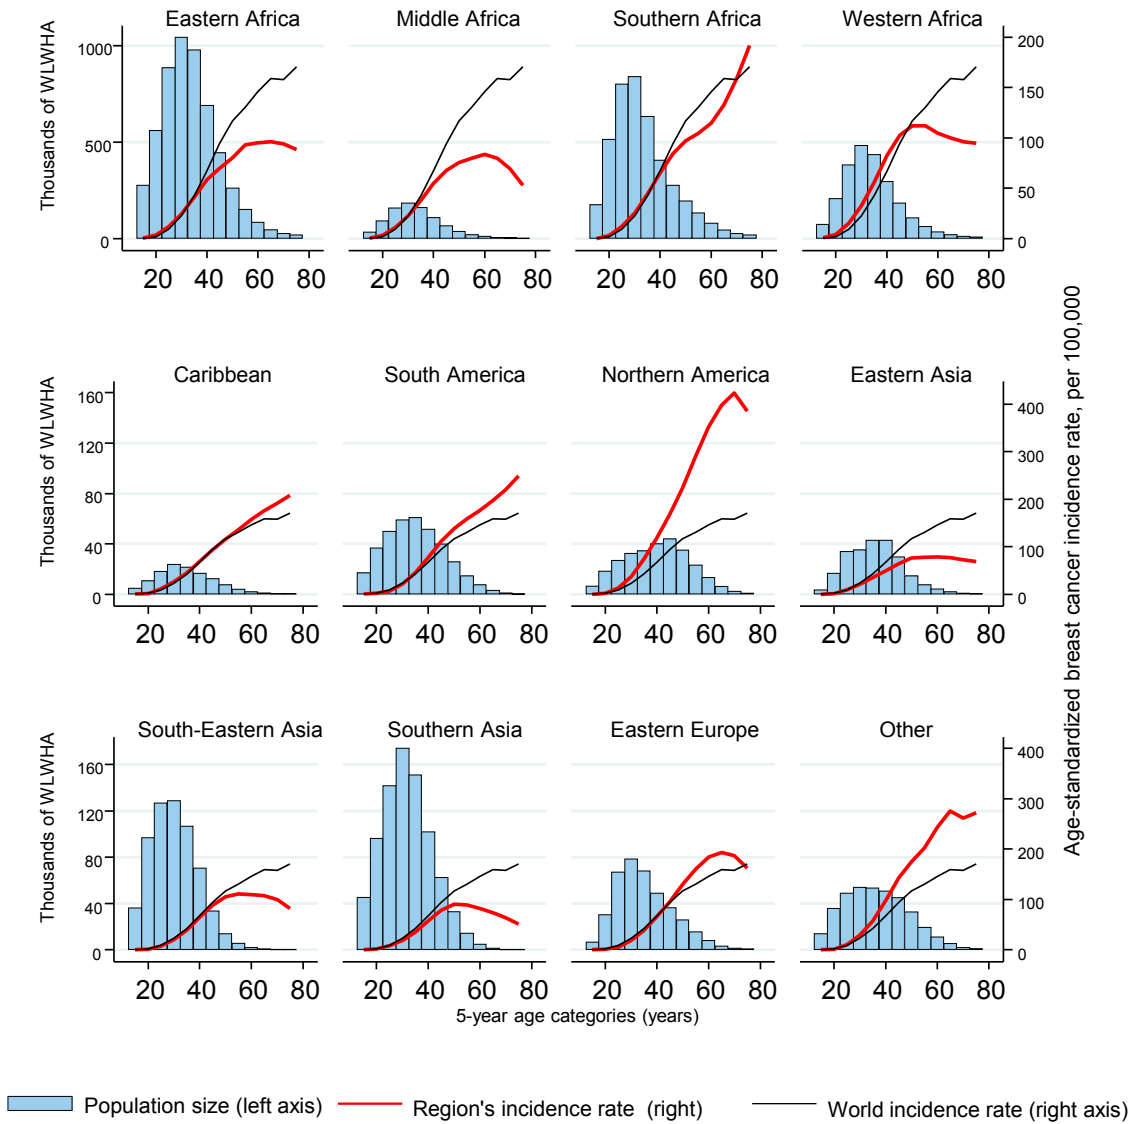 Eastern Africa Middle Africa Southern Africa Western Africa
Thousands of WLWHA
1000
500
0
200
150
100
50
0
20 40 60 80 20 40 60 80 20 40 60 80 20 40 60 80
Caribbean South America Northern America Eastern Asia
Thousands of WLWHA
160
120
80
40
0
400
300
200
100
0
20 40 60 80 20 40 60 80 20 40 60 80 20 40 60 80
Age-standardized breast cancer incidence rate, per 100,000
South-Eastern Asia Southern Asia Eastern Europe Other
Thousands of WLWHA
160
120
80
40
0
400
300
200
100
0
20 40 60 80 20 40 60 80 20 40 60 80 20 40 60 80
5-year age categories (years)
Population size (left axis) Region's incidence rate (right) World incidence rate (right axis)